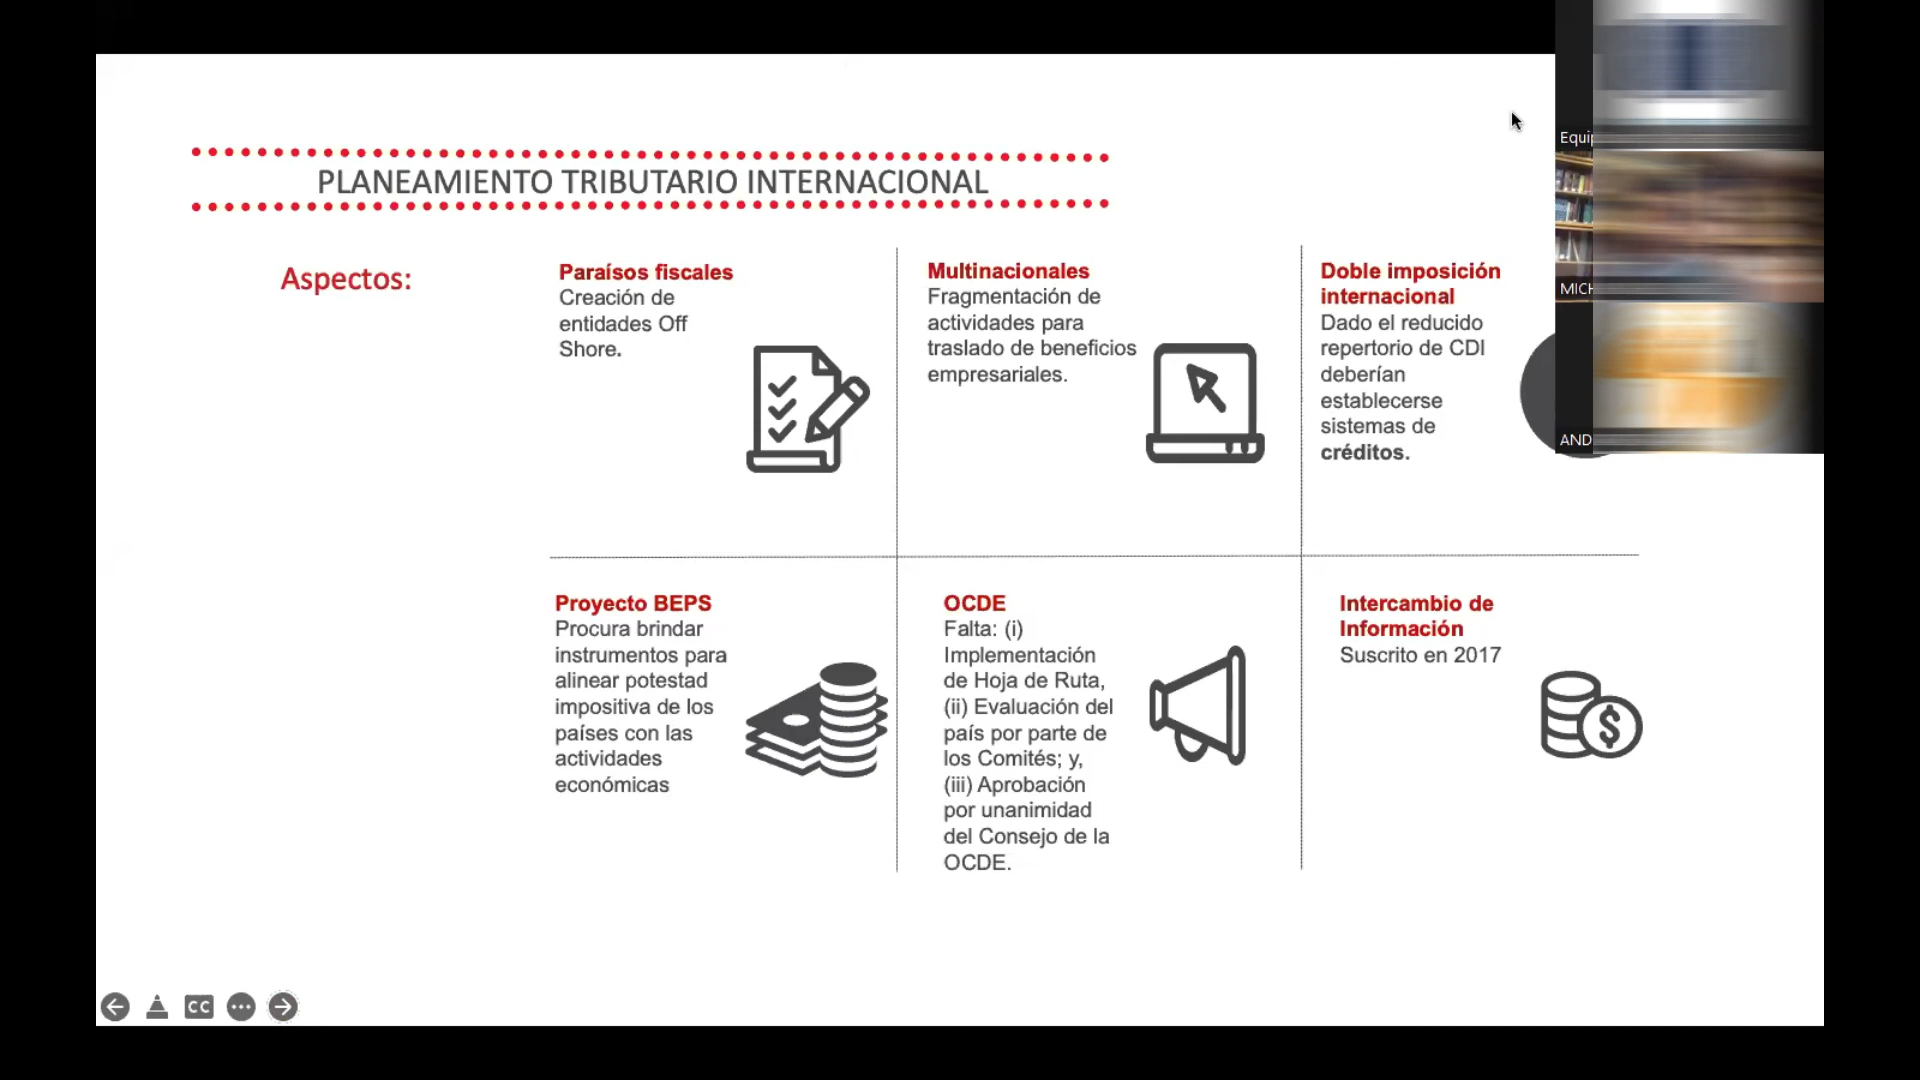 PLANEAMIENTO TRIBUTARIO INTERNACIONAL
Aspectos:
Paraísos fiscales
Creación de
entidades Off
Shore.
Multinacionales
Fragmentación de
actividades para
traslado de beneficios
empresariales.
Doble imposición
internacional
Dado el reducido
repertorio de CDI
deberían
establecerse
sistemas de
créditos.
Proyecto BEPS
Procura brindar
instrumentos para
alinear potestad
impositiva de los
países con las
actividades
económicas
OCDE
Falta: (i)
Implementación
de Hoja de Ruta,
(ii) Evaluación del
país por parte de
los Comités; y,
(iii) Aprobación
por unanimidad
del Consejo de la
OCDE.
Intercambio de
Información
Suscrito en 2017
$
CC